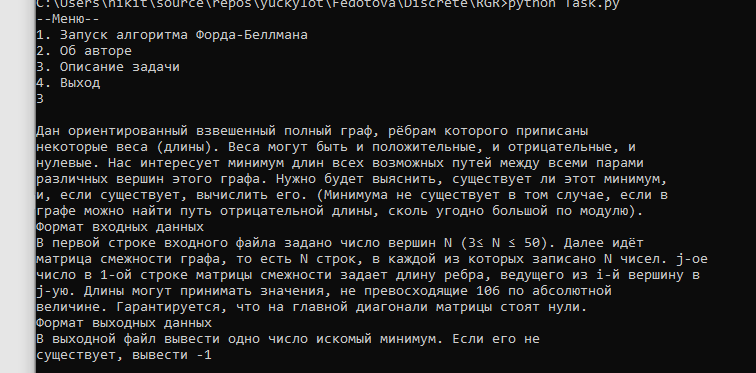 C:\Users\nikit\source\repos\yuckylot\Fedotova\Discrete\RGR>python Task.py
--Меню--
1. Запуск алгоритма Форда-Беллмана
2. Об авторе
3. Описание задачи
4. Выход
3
Дан ориентированный взвешенный полный граф, рёбрам которого приписаны
некоторые веса (длины). Веса могут быть и положительные, и отрицательные, и
нулевые. Нас интересует минимум длин всех возможных путей между всеми парами
различных вершин этого графа. Нужно будет выяснить, существует ли этот минимум,
и, если существует, вычислить его. (Минимума не существует в том случае, если в
графе можно найти путь отрицательной длины, сколь угодно большой по модулю).
Формат входных данных
В первой строке входного файла задано число вершин N (3≤ N ≤ 50). Далее идёт
матрица смежности графа, то есть N строк, в каждой из которых записано N чисел. j-ое
число в 1-ой строке матрицы смежности задает длину ребра, ведущего из i-й вершину в
j-ую. Длины могут принимать значения, не превосходящие 106 по абсолютной
величине. Гарантируется, что на главной диагонали матрицы стоят нули.
Формат выходных данных
В выходной файл вывести одно число искомый минимум. Если его не
существует, вывести -1